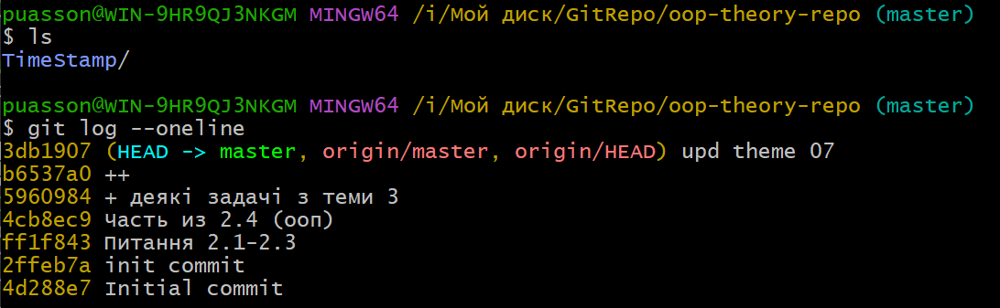 puasson@WIN-9HR9QJ3NKGM MINGW64 /i/Мой диск/GitRepo/oop-theory-repo (master)
$ ls
TimeStamp/
puasson@WIN-9HR9QJ3NKGM MINGW64 /i/Мой диск/GitRepo/oop-theory-repo (master)
$ git log --oneline
3db1907 (HEAD -> master, origin/master, origin/HEAD) upd theme 07
b6537a0 ++
5960984 + деякі задачі з теми 3
4cb8ec9 Часть из 2.4 (ооп)
ff1f843 Питання 2.1-2.3
2ffeb7a init commit
4d288e7 Initial commit